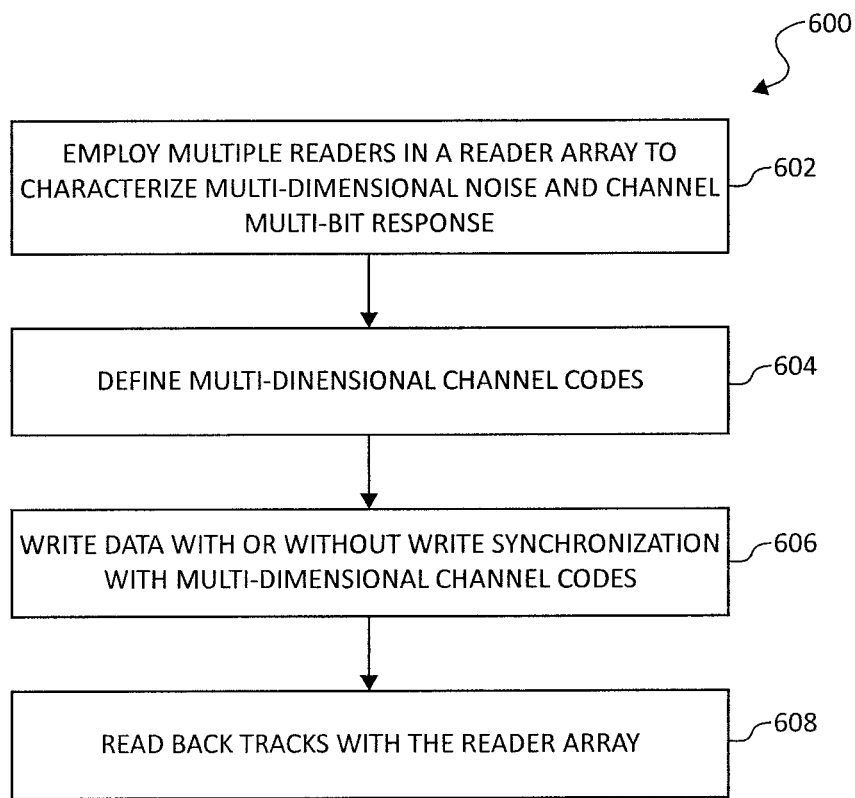 600
EMPLOY MULTIPLE READERS IN A READER ARRAY TO
CHARACTERIZE MULTI-DIMENSIONAL NOISE AND CHANNEL
MULTI-BIT RESPONSE
602
DEFINE MULTI-DINENSIONAL CHANNEL CODES
604
WRITE DATA WITH OR WITHOUT WRITE SYNCHRONIZATION
WITH MULTI-DIMENSIONAL CHANNEL CODES
606
READ BACK TRACKS WITH THE READER ARRAY
608